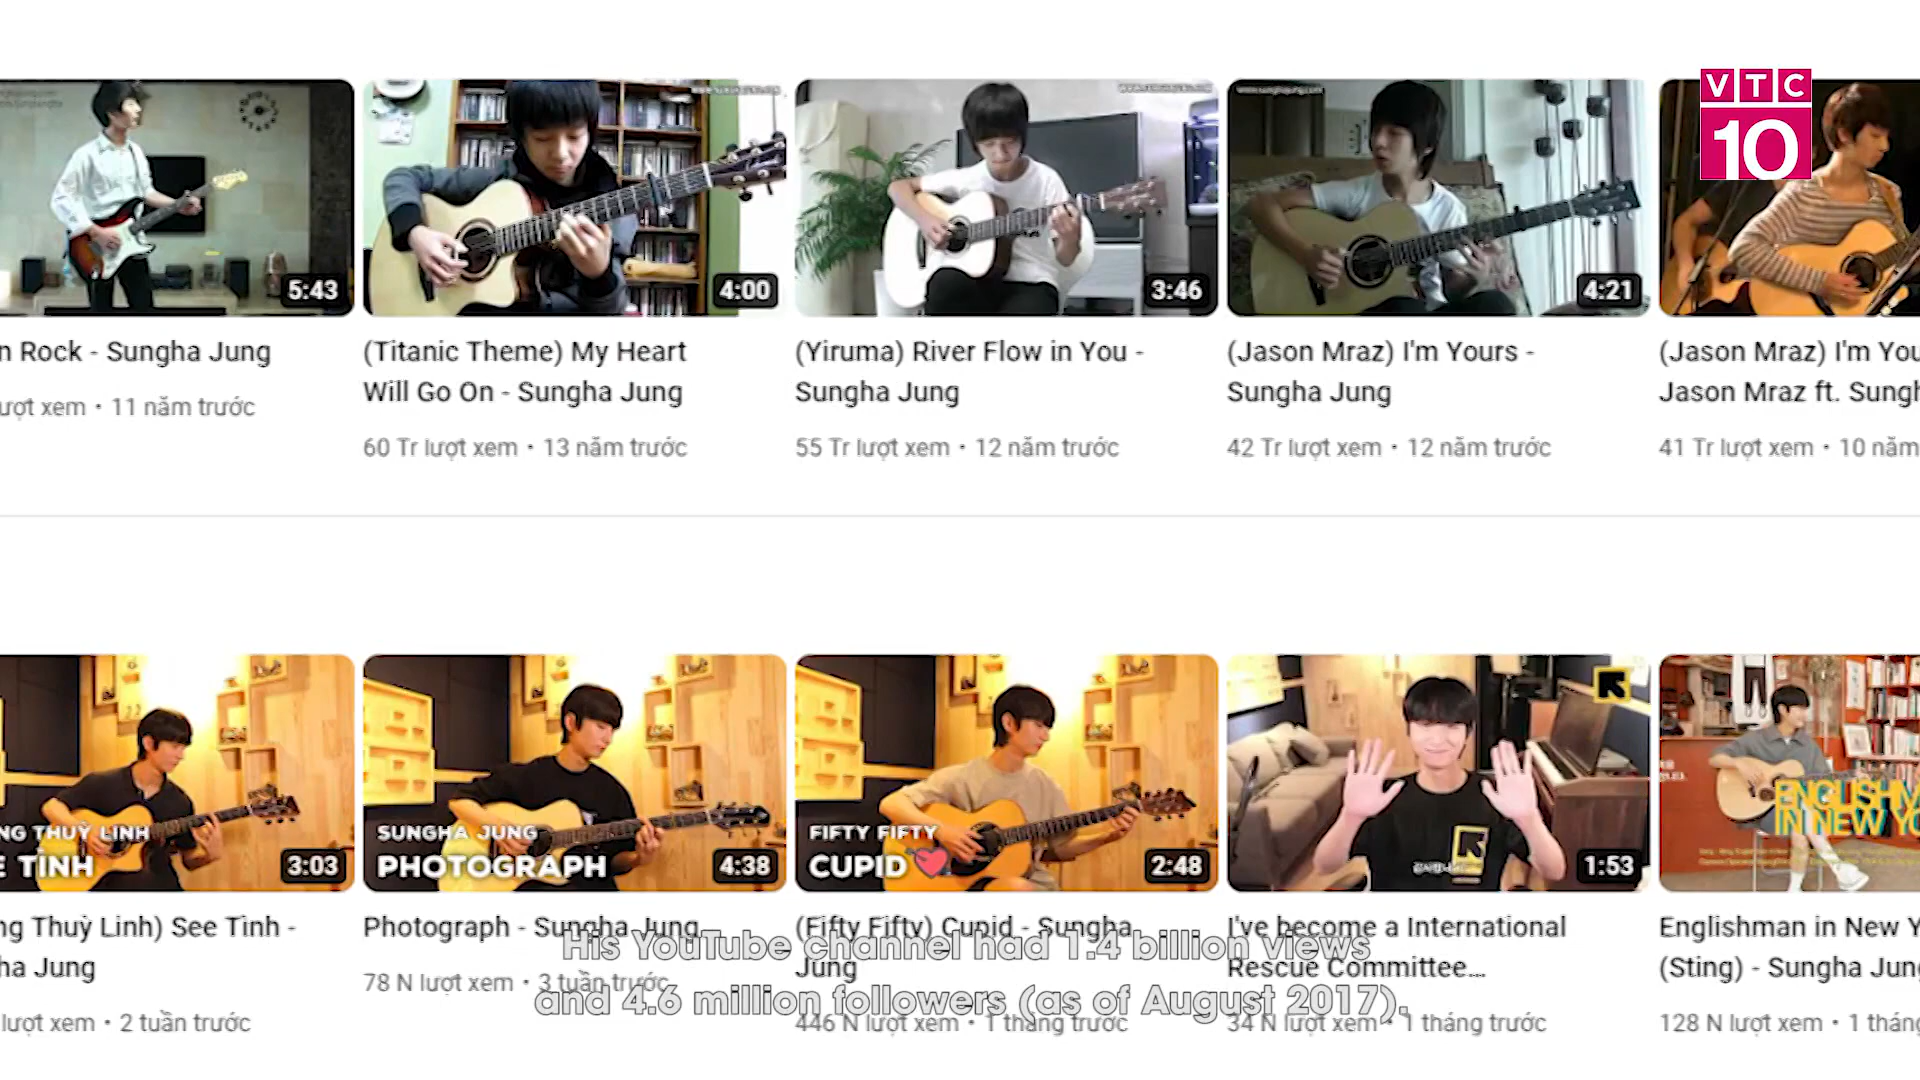 VTC
10
5:43
4:00
3:46
4:21
n Rock - Sungha Jung
ượt xem • 11 năm trước
(Titanic Theme) My Heart
Will Go On - Sungha Jung
60 Tr lượt xem • 13 năm trước
(Yiruma) River Flow in You -
Sungha Jung
55 Tr lượt xem • 12 năm trước
(Jason Mraz) I'm Yours -
Sungha Jung
42 Tr lượt xem • 12 năm trước
(Jason Mraz) I'm You
Jason Mraz ft. Sungh
41 Tr lượt xem • 10 năm
NG THUỲ LINH
E TÌNH
3:03
SUNGHA JUNG
PHOTOGRAPH
4:38
FIFTY FIFTY
CUPID
2:48
1:53
ENGLISHM
IN NEW YO
ng Thuỳ Linh) See Tình -
ha Jung
lượt xem • 2 tuần trước
Photograph - Sungha Jung
78 N lượt xem • 3 tuần trước
(Fifty Fifty) Cupid - Sungha
Jung
446 N lượt xem • 1 tháng trước
I've become a International
Rescue Committee...
34 N lượt xem • 1 tháng trước
Englishman in New Y
(Sting) - Sungha Jung
128 N lượt xem • 1 thán
His YouTube channel had 1.4 billion views
and 4.6 million followers (as of August 2017).